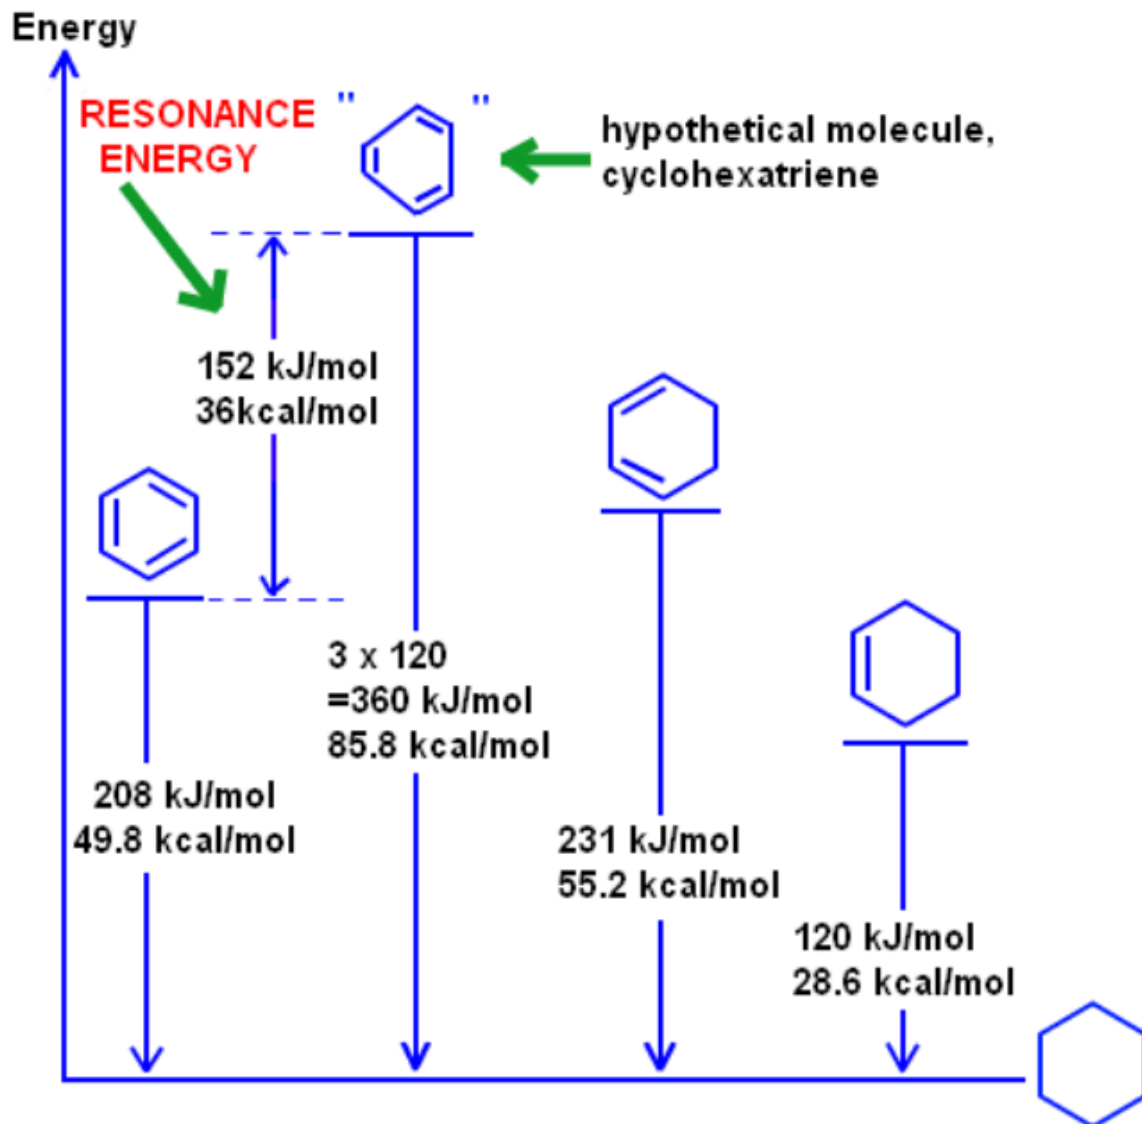 Energy
RESONANCE
ENERGY
" "
hypothetical molecule,
cyclohexatriene
152 kJ/mol
36kcal/mol
3 x 120
=360 kJ/mol
85.8 kcal/mol
208 kJ/mol
49.8 kcal/mol
231 kJ/mol
55.2 kcal/mol
120 kJ/mol
28.6 kcal/mol